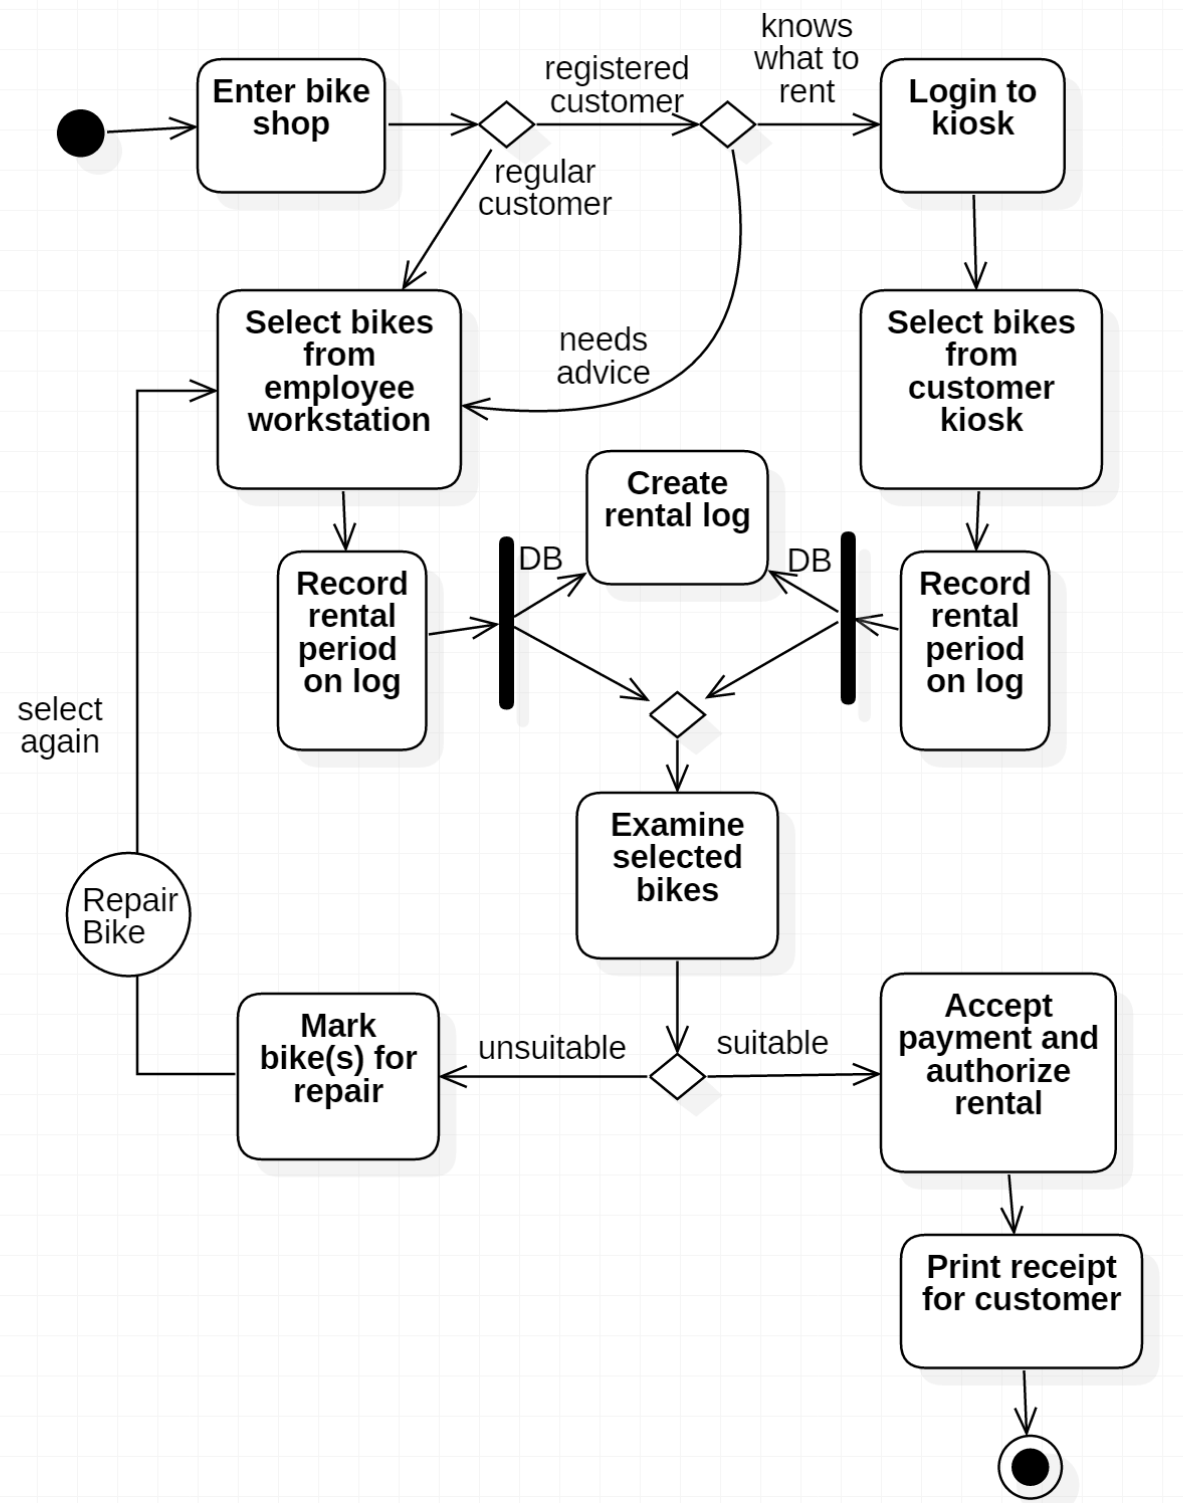 knows
what to
rent
registered
customer
Enter bike
shop
Login to
kiosk
regular
customer
Select bikes
from
employee
workstation
needs
advice
Select bikes
from
customer
kiosk
Create
rental log
DB
DB
Record
rental
period
on log
Record
rental
period
on log
select
again
Examine
selected
bikes
Repair
Bike
Mark
bike(s) for
repair
unsuitable
suitable
Accept
payment and
authorize
rental
Print receipt
for customer